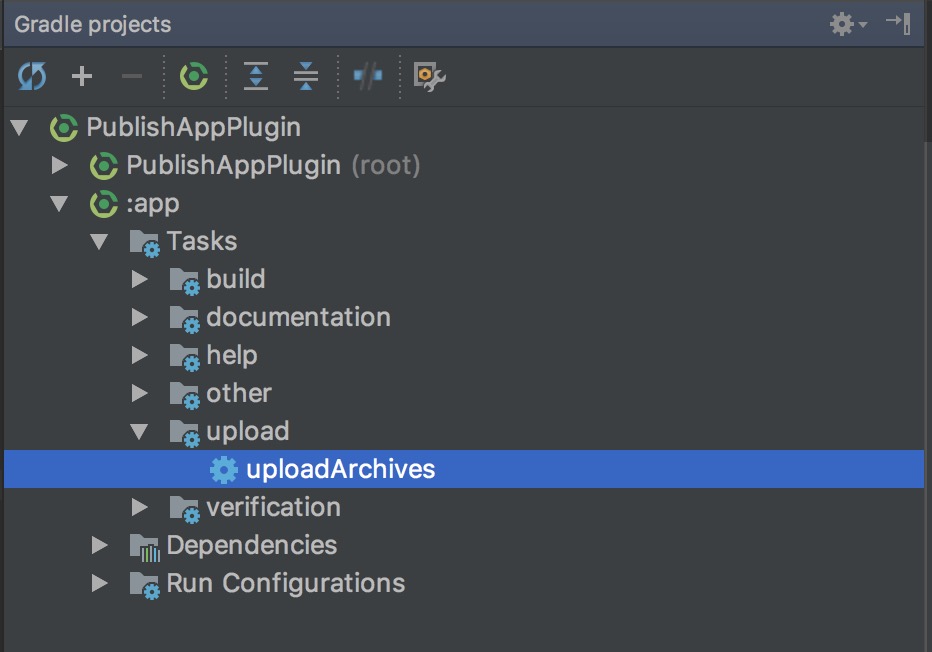 Gradle projects
PublishAppPlugin
PublishAppPlugin (root)
:app
Tasks
build
documentation
help
other
upload
uploadArchives
verification
Dependencies
Run Configurations